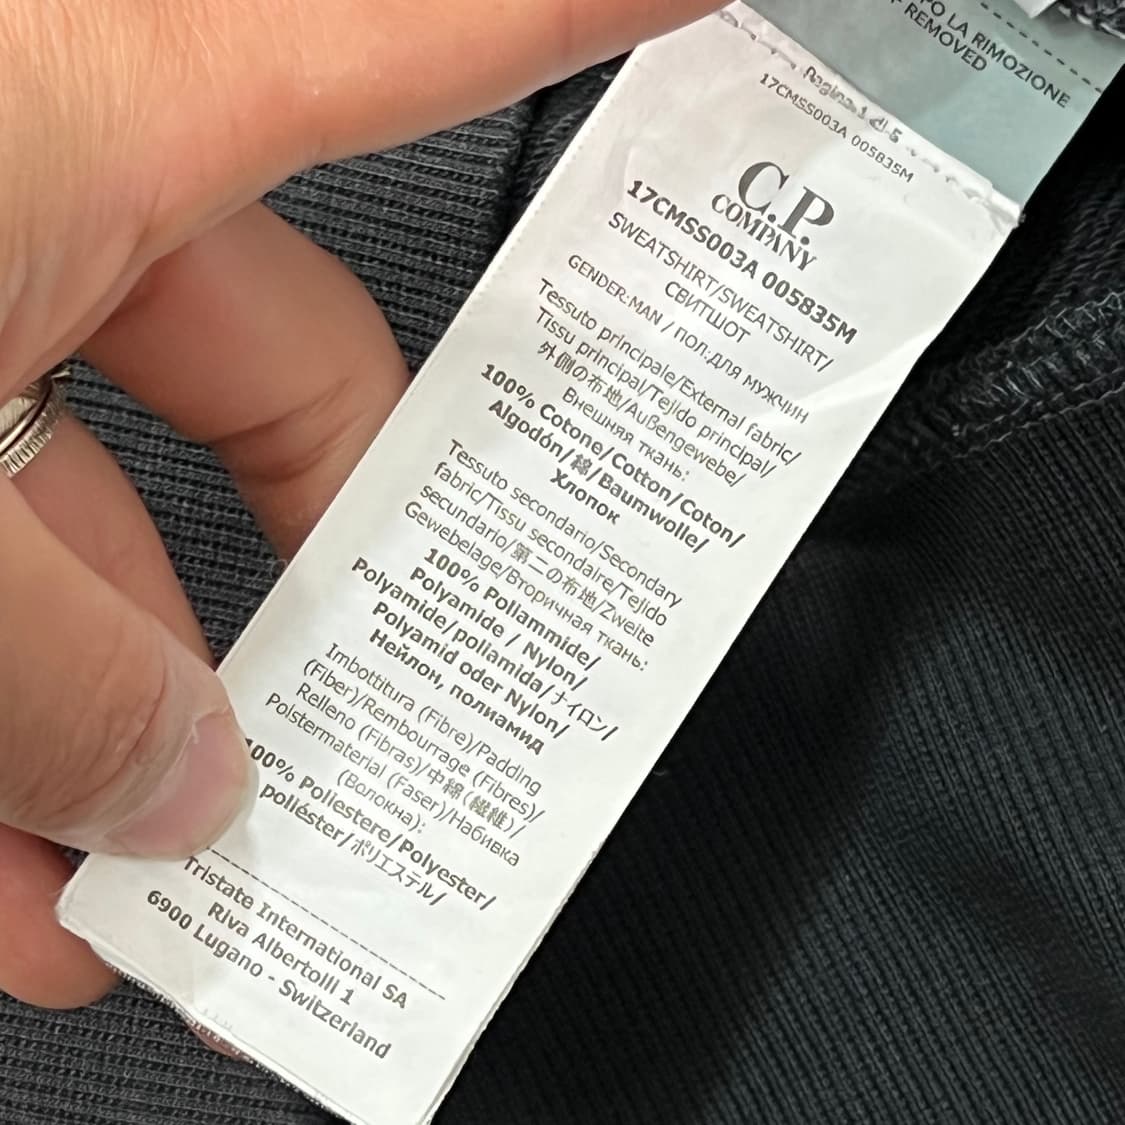 PO LA RIMOZIONE
REMOVED
Pagina 1 di 5
17CMSS003A 005835M
C.P.
COMPANY
17CMSS003A 005835M
SWEATSHIRT/SWEATSHIRT/
СВИТШОТ
GENDER:MAN / ПОЛ:ДЛЯ МУЖЧИН
Tessuto principale/External fabric/
Tissu principal/Tejido principal/
外側の布地/Außengewebe/
Внешняя ткань:
100% Cotone/Cotton/Coton/
Algodón/綿/Baumwolle/
Хлопок
Tessuto secondario/Secondary
fabric/Tissu secondaire/Tejido
secundario/第二の布地/Zweite
Gewebelage/Вторичная ткань:
100% Poliammide/
Polyamide / Nylon/
Polyamide/poliamida/ナイロン/
Polyamid oder Nylon/
Нейлон, полиамид
Imbottitura (Fibre)/Padding
(Fiber)/Rembourrage (Fibres)/
Relleno (Fibras)/中綿(繊維)/
Polstermaterial (Faser)/Набивка
(Волокна):
100% Poliestere/Polyester/
poliéster/ポリエステル/
Tristate International SA
Riva Albertolli 1
6900 Lugano - Switzerland